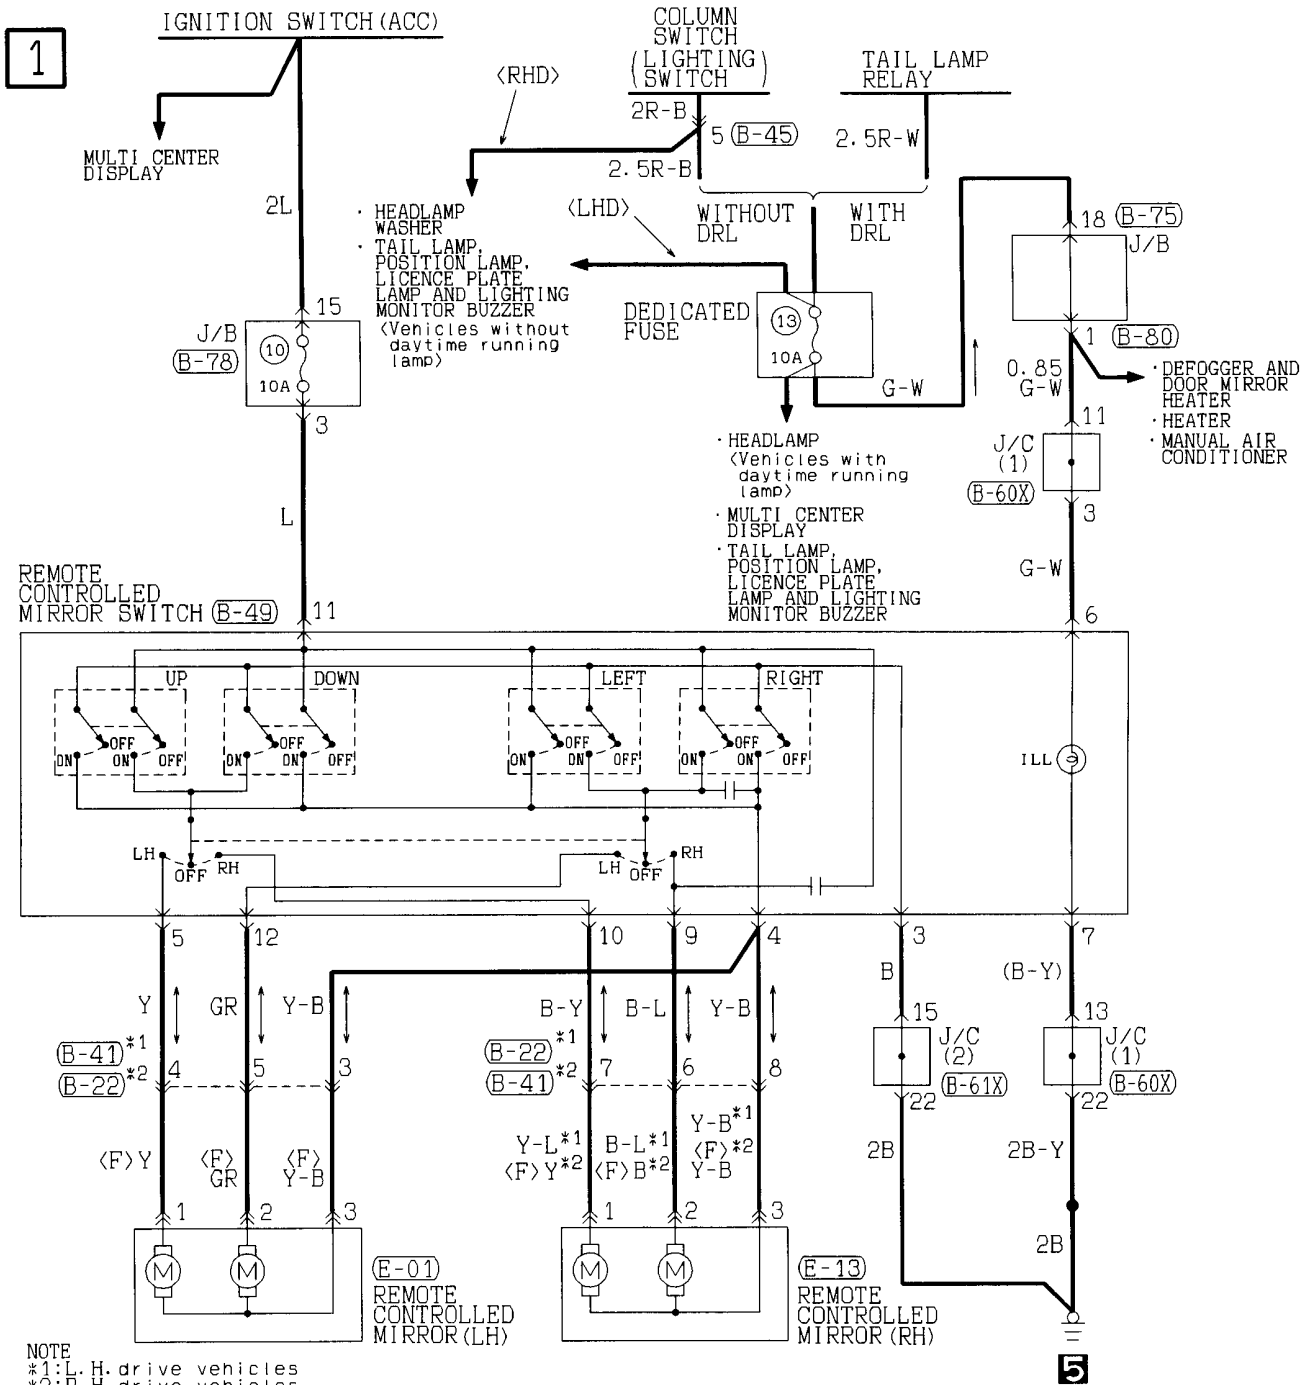 1
IGNITION SWITCH(ACC)
MULTI CENTER
DISPLAY
2L
15
J/B
B-78
10
10A
3
L
COLUMN
SWITCH
(LIGHTING
SWITCH)
TAIL LAMP
RELAY
<RHD>
2R-B
5
B-45
2.5R-W
2.5R-B
<LHD>
WITHOUT
DRL
WITH
DRL
· HEADLAMP
WASHER
· TAIL LAMP,
POSITION LAMP,
LICENCE PLATE
LAMP AND LIGHTING
MONITOR BUZZER
<Vehicles without
daytime running
lamp>
DEDICATED
FUSE
13
10A
G-W
18
B-75
J/B
1
B-80
0.85
G-W
· DEFOGGER AND
DOOR MIRROR
HEATER
· HEATER
· MANUAL AIR
CONDITIONER
11
J/C
(1)
B-60X
3
G-W
6
· HEADLAMP
<Vehicles with
daytime running
lamp>
· MULTI CENTER
DISPLAY
· TAIL LAMP,
POSITION LAMP,
LICENCE PLATE
LAMP AND LIGHTING
MONITOR BUZZER
REMOTE
CONTROLLED
MIRROR SWITCH B-49
11
UP
DOWN
LEFT
RIGHT
ON OFF ON OFF
ON OFF ON OFF
ON OFF ON OFF
ON OFF ON OFF
ILL
LH OFF RH
LH OFF RH
5 12 10 9 4 3 7
Y GR Y-B B-Y B-L Y-B B (B-Y)
B-41 *1
B-22 *2
4 5 3
B-22 *1
B-41 *2
7 6 8
15
J/C
(2)
B-61X
22
13
J/C
(1)
B-60X
22
<F>Y
<F>
GR
<F>
Y-B
Y-L*1
<F>Y*2
B-L*1
<F>B*2
Y-B*1
<F>*2
Y-B
2B
2B-Y
2B
1 2 3
M M
E-01
REMOTE
CONTROLLED
MIRROR(LH)
1 2 3
M M
E-13
REMOTE
CONTROLLED
MIRROR(RH)
5
NOTE
*1:L.H.drive vehicles
*2:R.H.drive vehicles